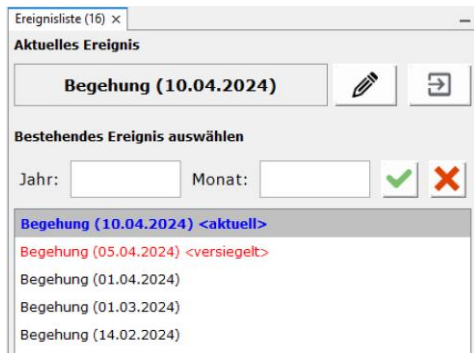 Ereignisliste (16) ×
Aktuelles Ereignis
Begehung (10.04.2024)
Bestehendes Ereignis auswählen
Jahr: Monat:
Begehung (10.04.2024) <aktuell>
Begehung (05.04.2024) <versiegelt>
Begehung (01.04.2024)
Begehung (01.03.2024)
Begehung (14.02.2024)